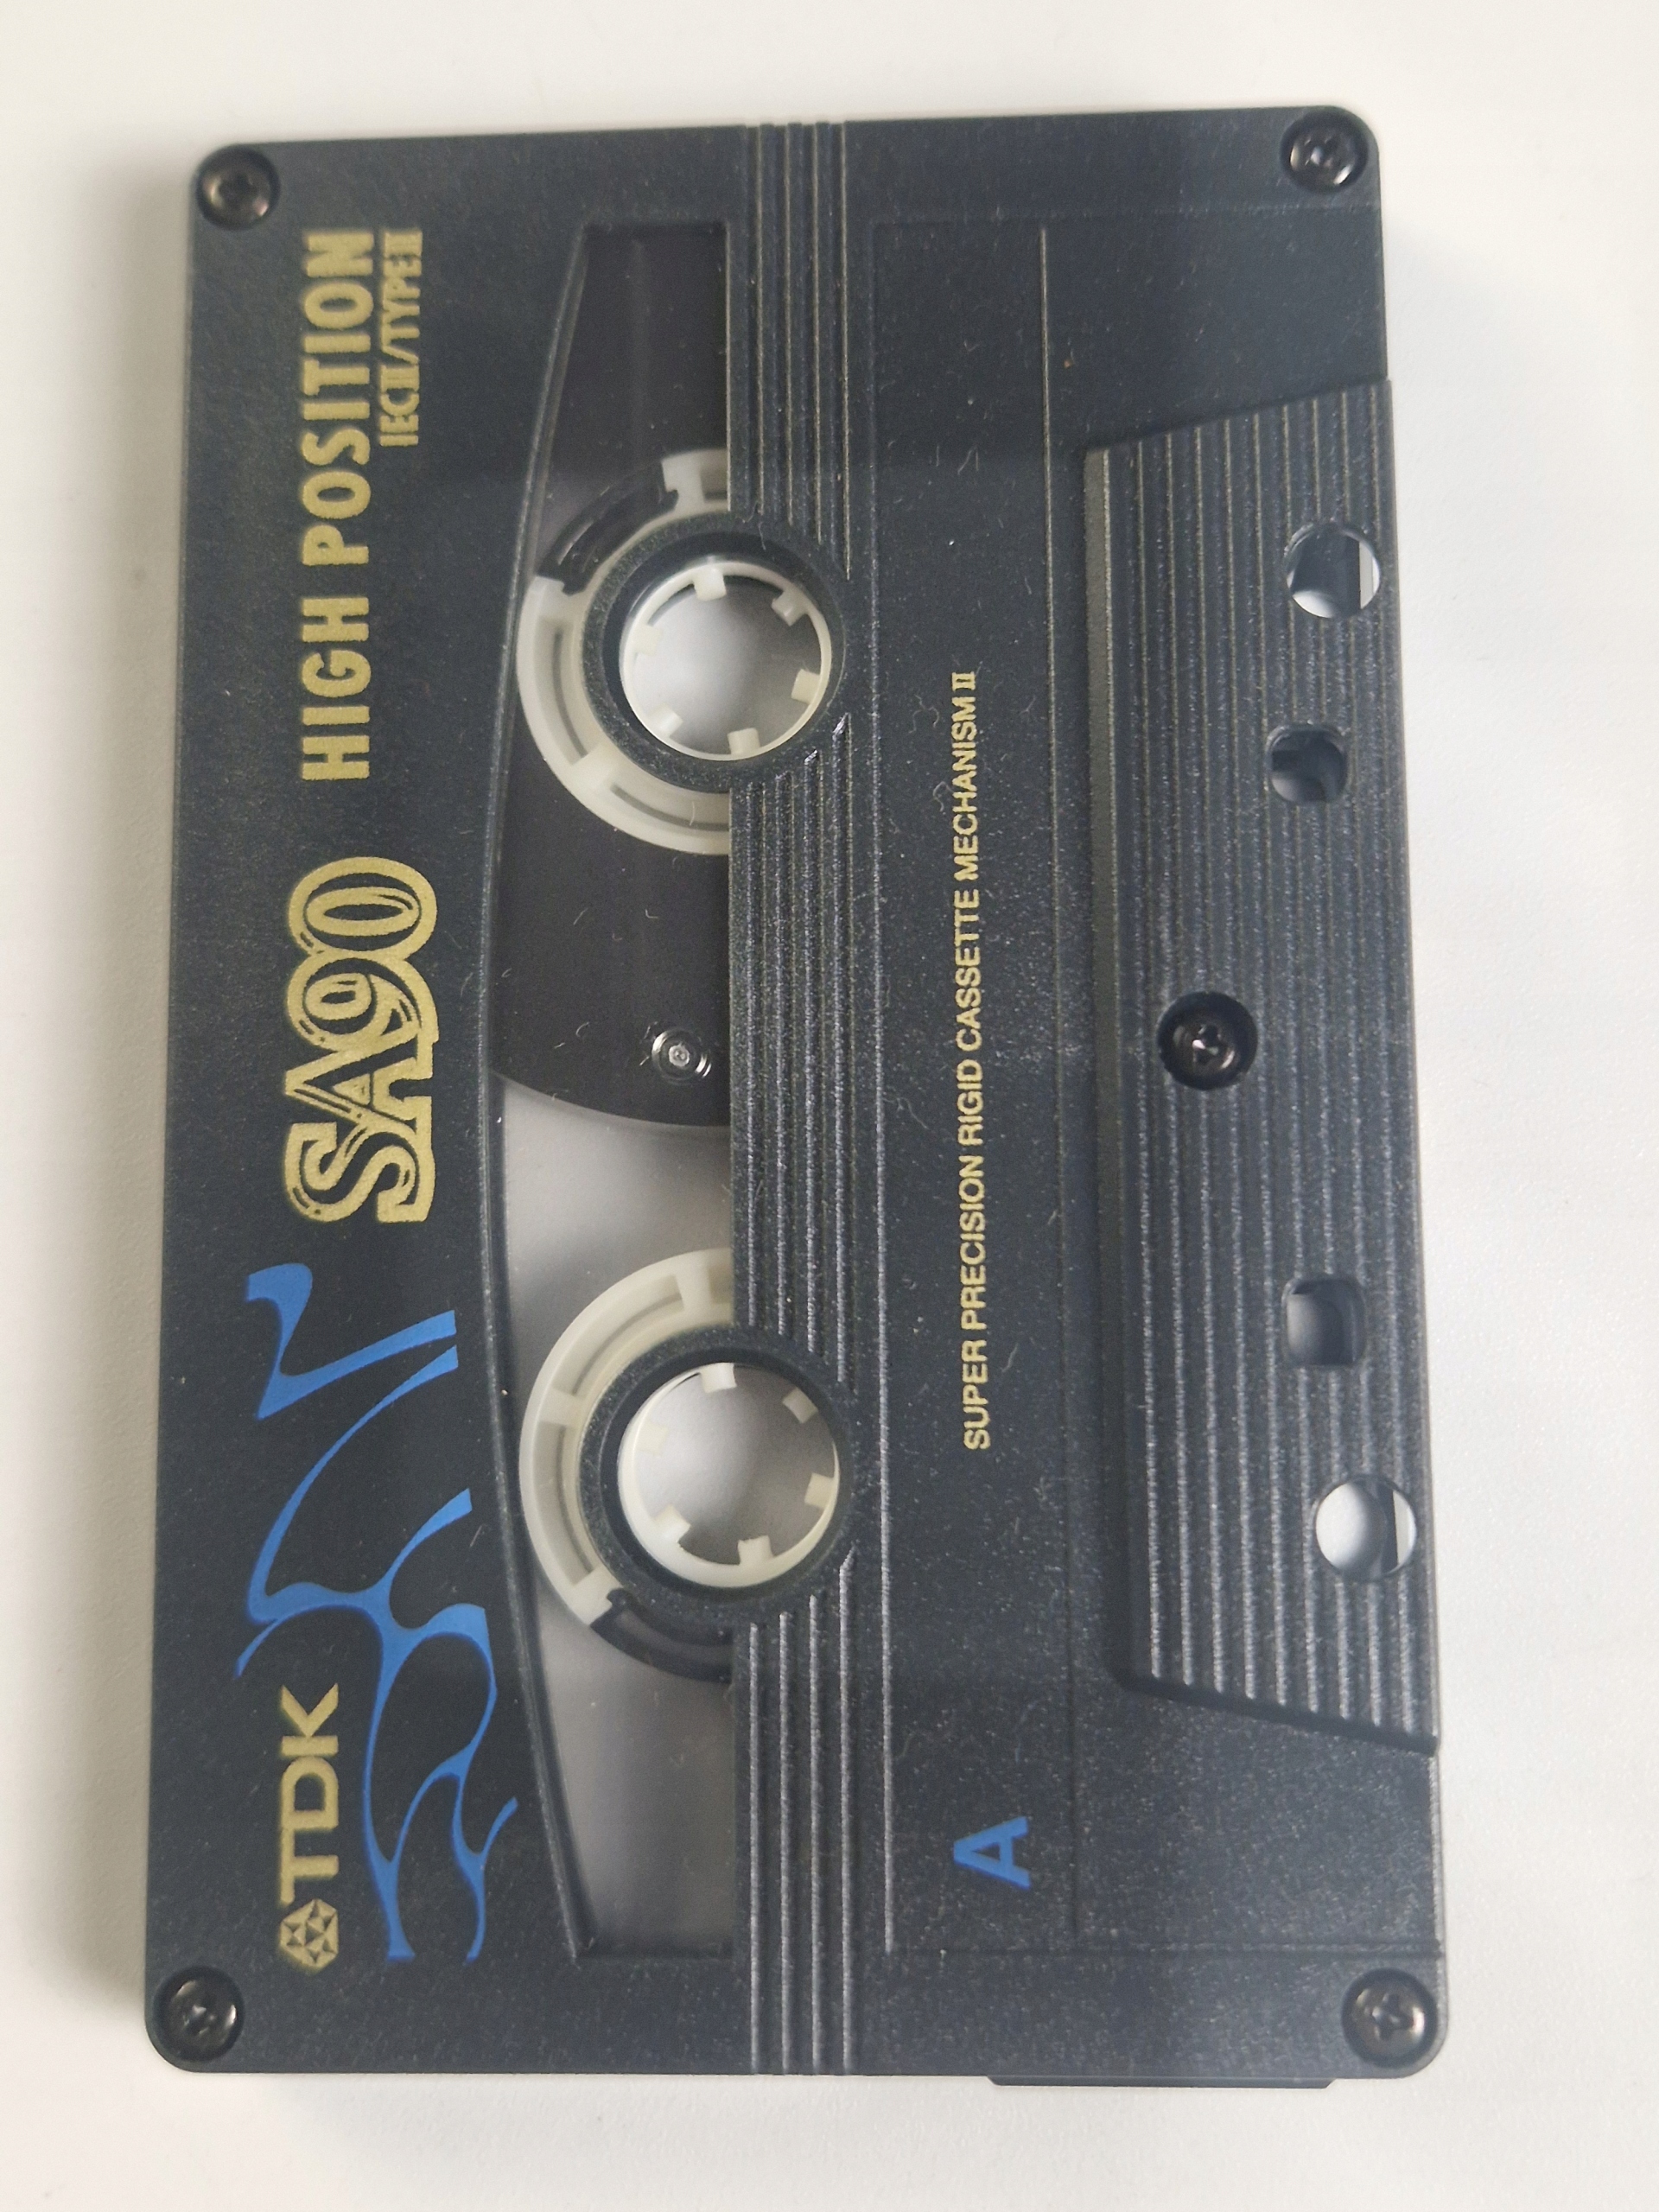 TDK SA90 HIGH POSITION
IECII/TYPEII
SUPER PRECISION RIGID CASSETTE MECHANISM II
A